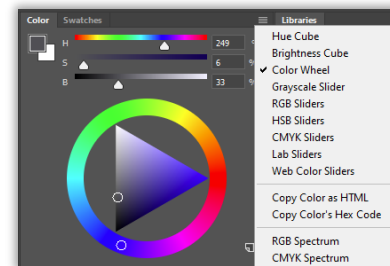 Color Swatches Libraries
H 249 °
S 6 %
B 33 %
Hue Cube
Brightness Cube
Color Wheel
Grayscale Slider
RGB Sliders
HSB Sliders
CMYK Sliders
Lab Sliders
Web Color Sliders
Copy Color as HTML
Copy Color's Hex Code
RGB Spectrum
CMYK Spectrum